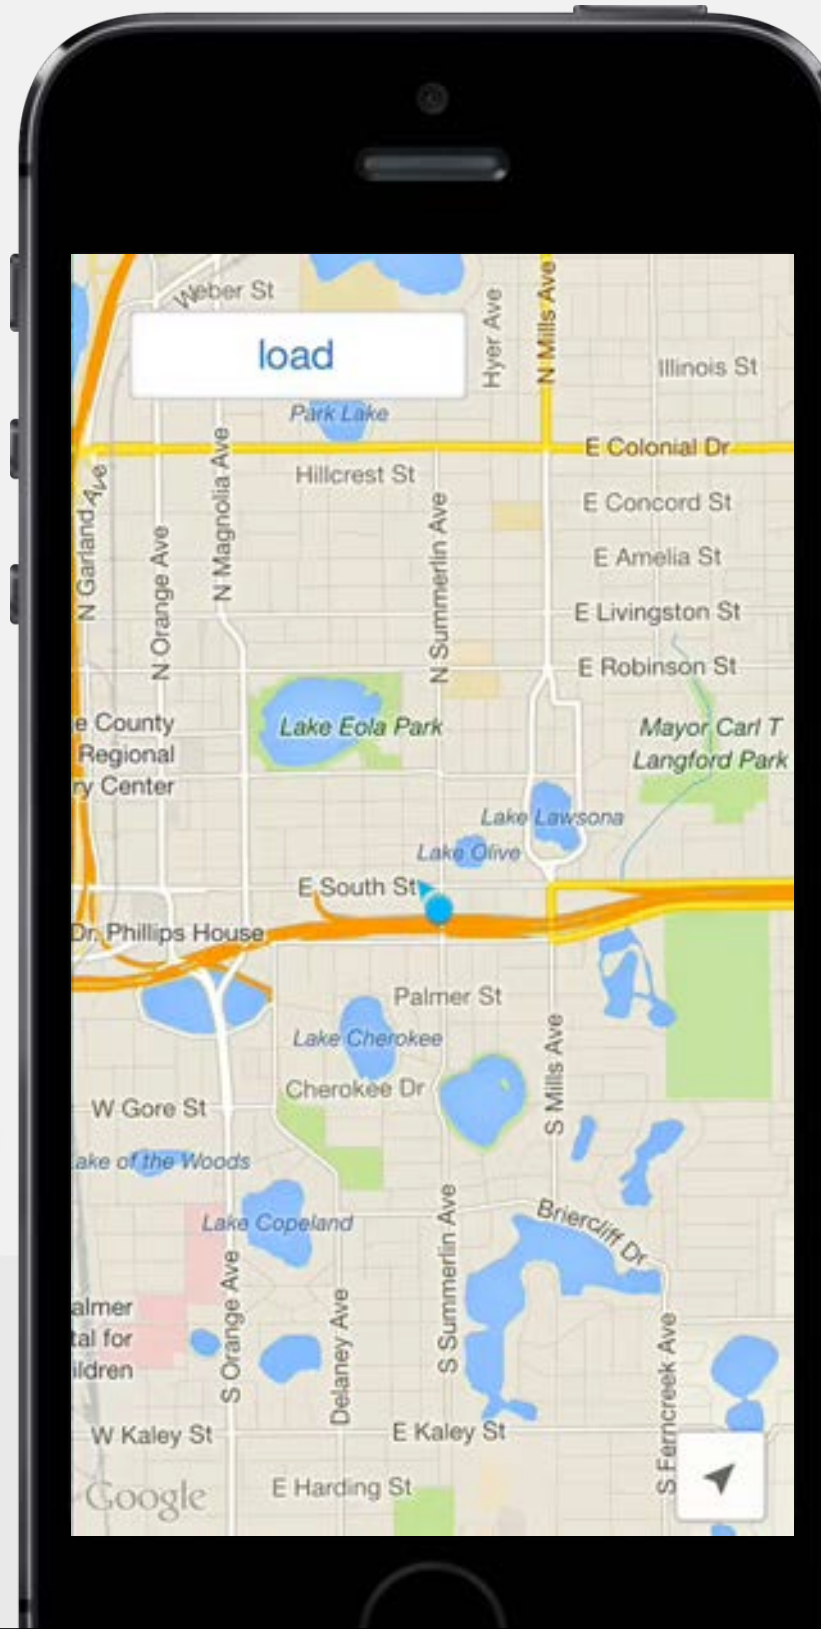 Weber St
load
Hyer Ave
N Mills Ave
Illinois St
Park Lake
E Colonial Dr
Hillcrest St
N Garland Ave
N Orange Ave
N Magnolia Ave
N Summerlin Ave
E Concord St
E Amelia St
E Livingston St
E Robinson St
e County
Regional
ry Center
Lake Eola Park
Mayor Carl T
Langford Park
Lake Lawsona
Lake Olive
E South St
Dr. Phillips House
Palmer St
Lake Cherokee
Cherokee Dr
S Mills Ave
W Gore St
ake of the Woods
Lake Copeland
Briercliff Dr
S Orange Ave
Delaney Ave
S Summerlin Ave
S Ferncreek Ave
almer
tal for
ildren
W Kaley St
E Kaley St
Google
E Harding St